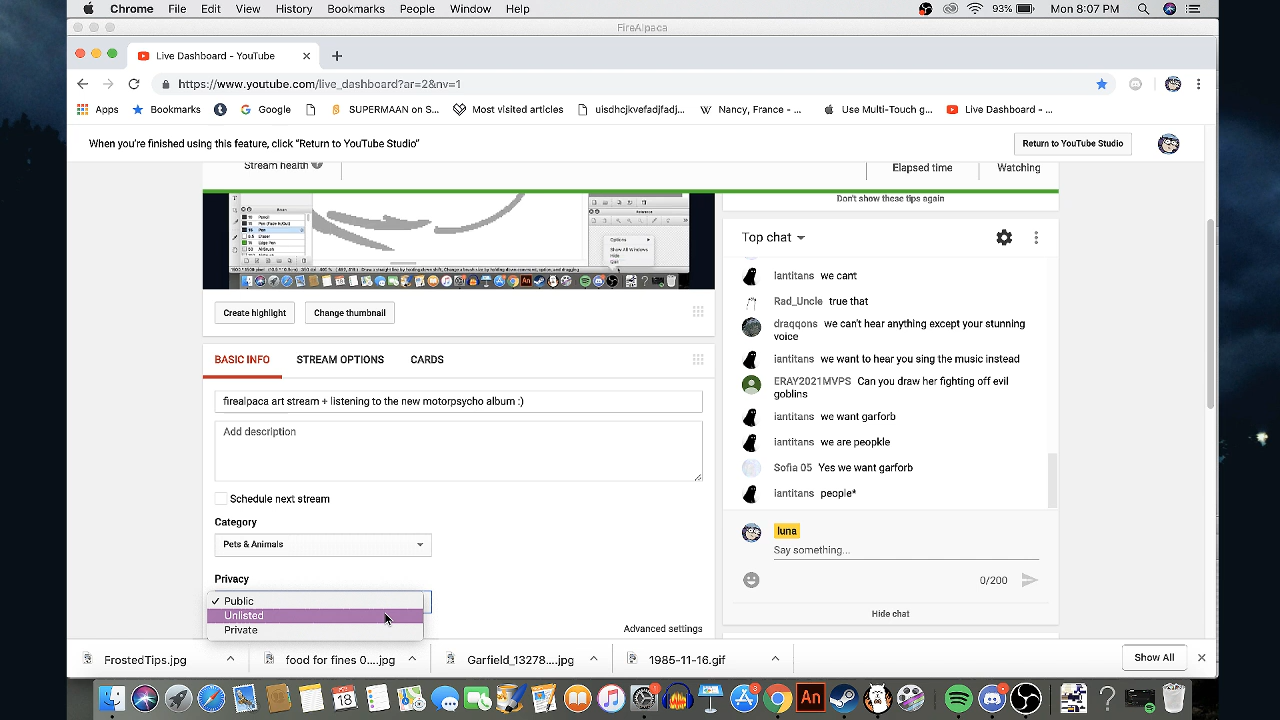 Chrome File Edit View History Bookmarks People Window Help 93% Mon 8:07 PM
FireAlpaca
Live Dashboard - YouTube
https://www.youtube.com/live_dashboard?ar=2&nv=1
Apps Bookmarks Google SUPERMAAN on S... Most visited articles uisdhcjkvefadjfadj... Nancy, France - ... Use Multi-Touch g... Live Dashboard - ...
When you're finished using this feature, click "Return to YouTube Studio" Return to YouTube Studio
Stream health Elapsed time Watching
Don't show these tips again
Create highlight Change thumbnail
BASIC INFO STREAM OPTIONS CARDS
firealpaca art stream + listening to the new motorpsycho album :)
Add description
Schedule next stream
Category
Pets & Animals
Privacy
✓ Public
Unlisted
Private
Advanced settings
Top chat
iantitans we cant
Rad_Uncle true that
draqqons we can't hear anything except your stunning
voice
iantitans we want to hear you sing the music instead
ERAY2021MVPS Can you draw her fighting off evil
goblins
iantitans we want garforb
iantitans we are peopkle
Sofia 05 Yes we want garforb
iantitans people*
luna
Say something...
0/200
Hide chat
FrostedTips.jpg food for fines 0....jpg Garfield_13278....jpg 1985-11-16.gif Show All
18 An